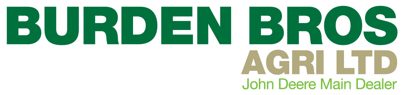 BURDEN BROS
AGRI LTD
John Deere Main Dealer